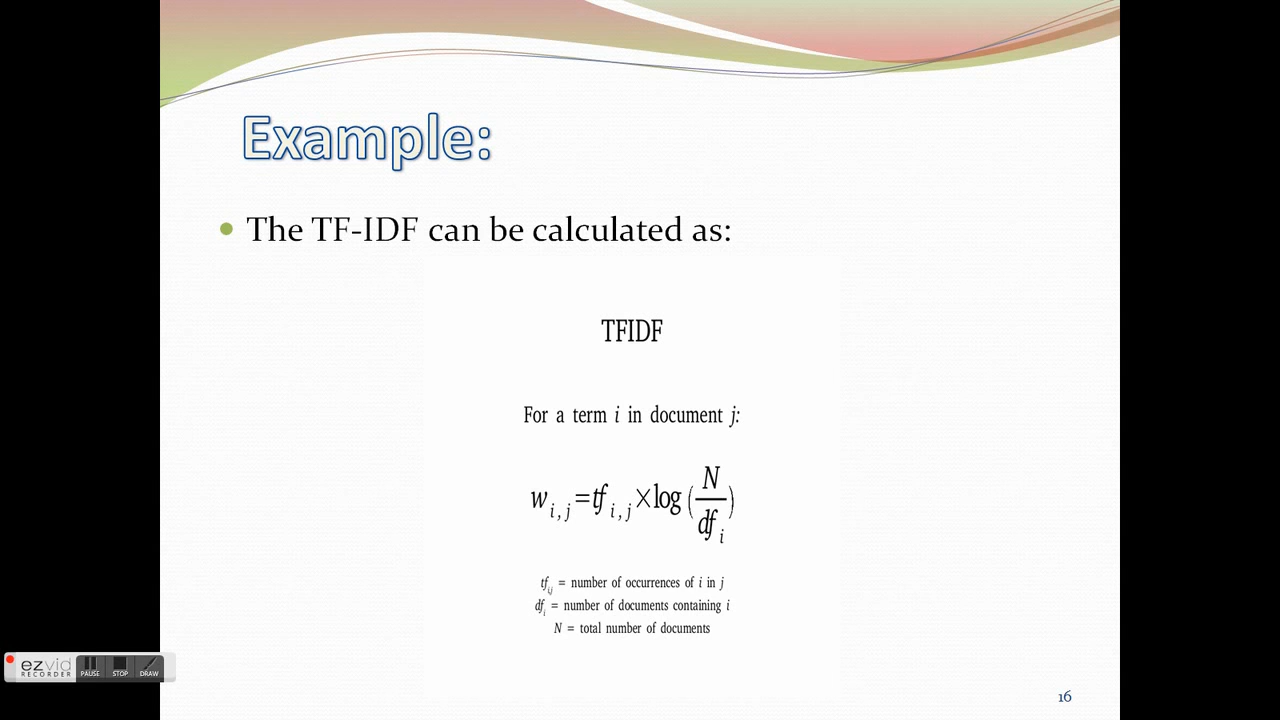 Example:
The TF-IDF can be calculated as:
TFIDF
For a term i in document j:
w i,j = tf i,j × log (N / df i)
tf i,j = number of occurrences of i in j
df i = number of documents containing i
N = total number of documents
ezvid
RECORDER
PAUSE STOP DRAW
16